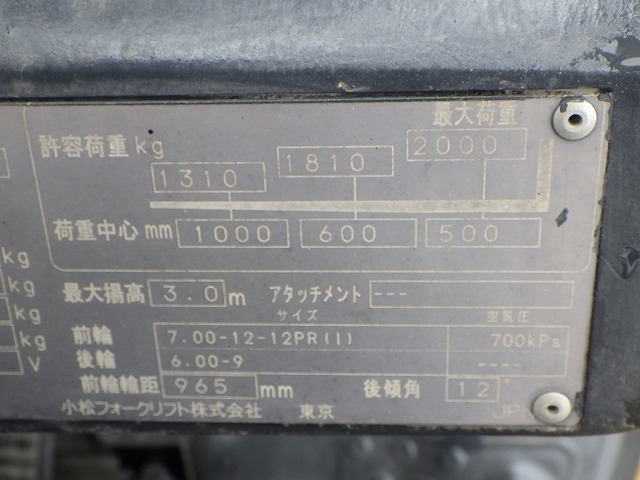 最大荷重
許容荷重 kg 1310 1810 2000
荷重中心 mm 1000 600 500
kg
kg
kg
kg
V
最大揚高 3.0 m アタッチメント ---
サイズ 空気圧
前輪 7.00-12-12PR(I) 700kPa
後輪 6.00-9 ----
前輪輪距 965 mm 後傾角 12°
小松フォークリフト株式会社 東京 JP